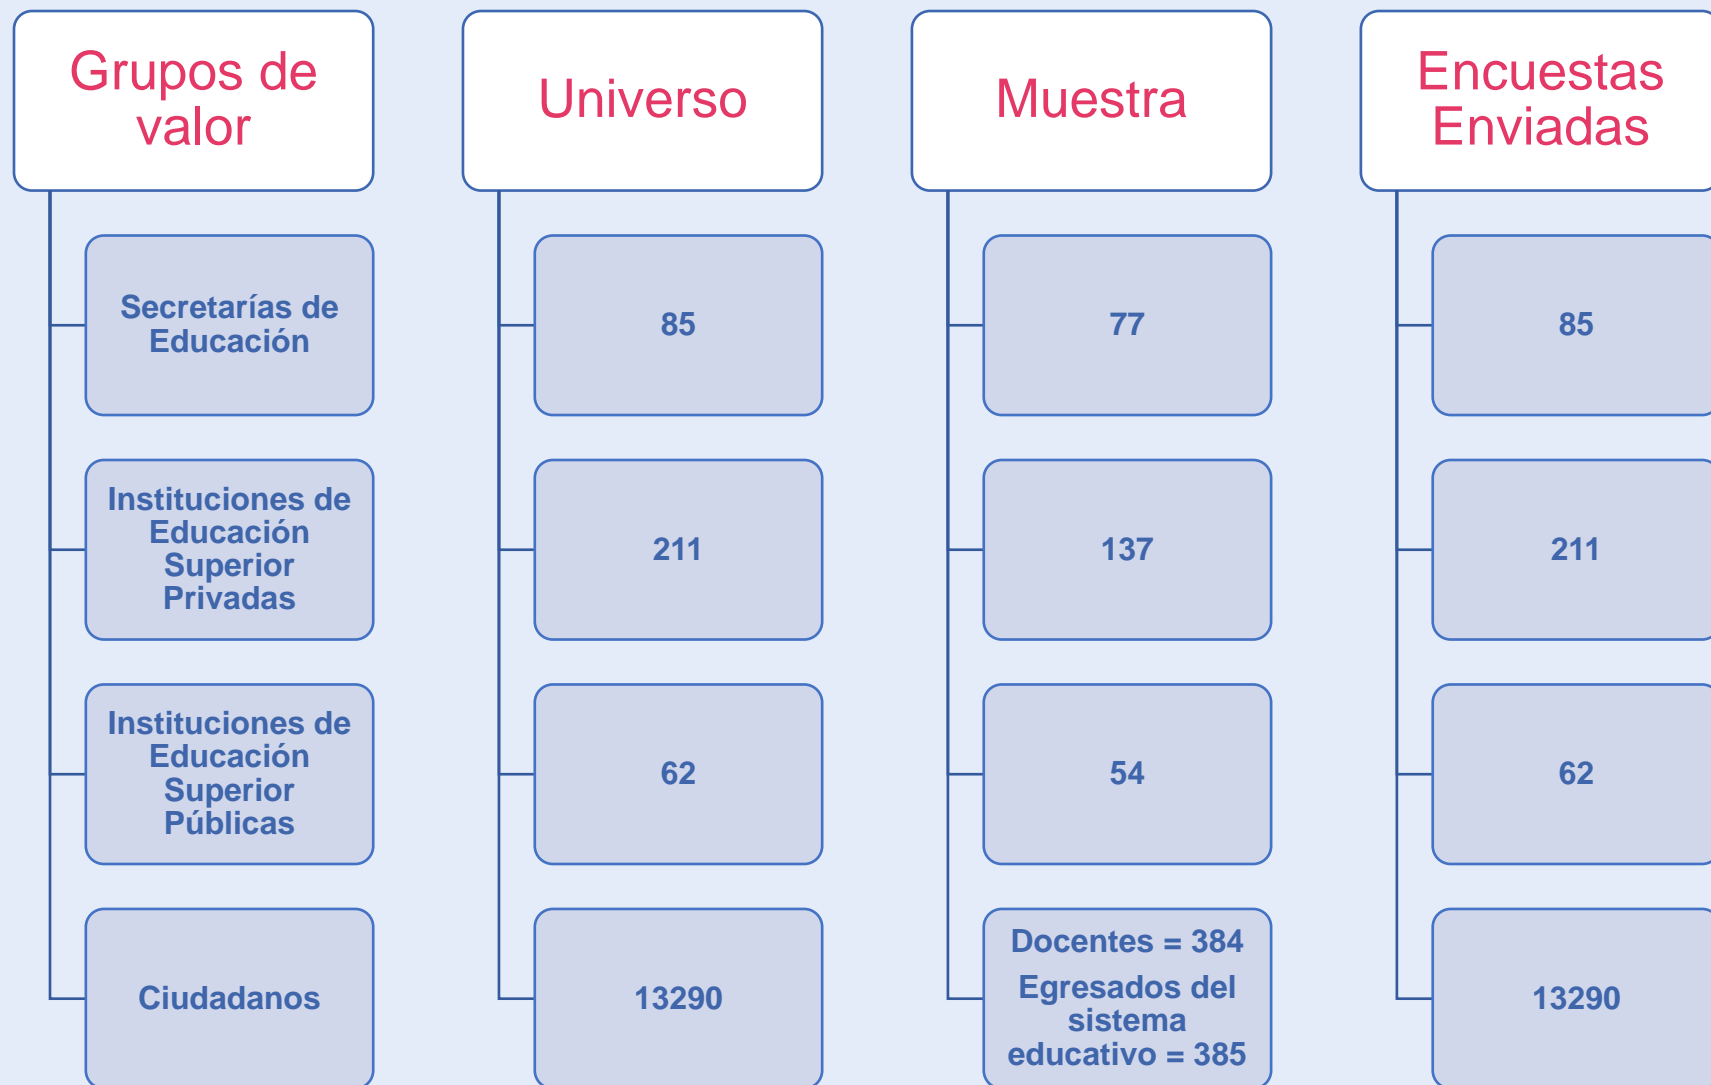 Grupos de
valor
Secretarías de
Educación
Instituciones de
Educación
Superior
Privadas
Instituciones de
Educación
Superior
Públicas
Ciudadanos
Universo
85
211
62
13290
Muestra
77
137
54
Docentes = 384
Egresados del
sistema
educativo = 385
Encuestas
Enviadas
85
211
62
13290